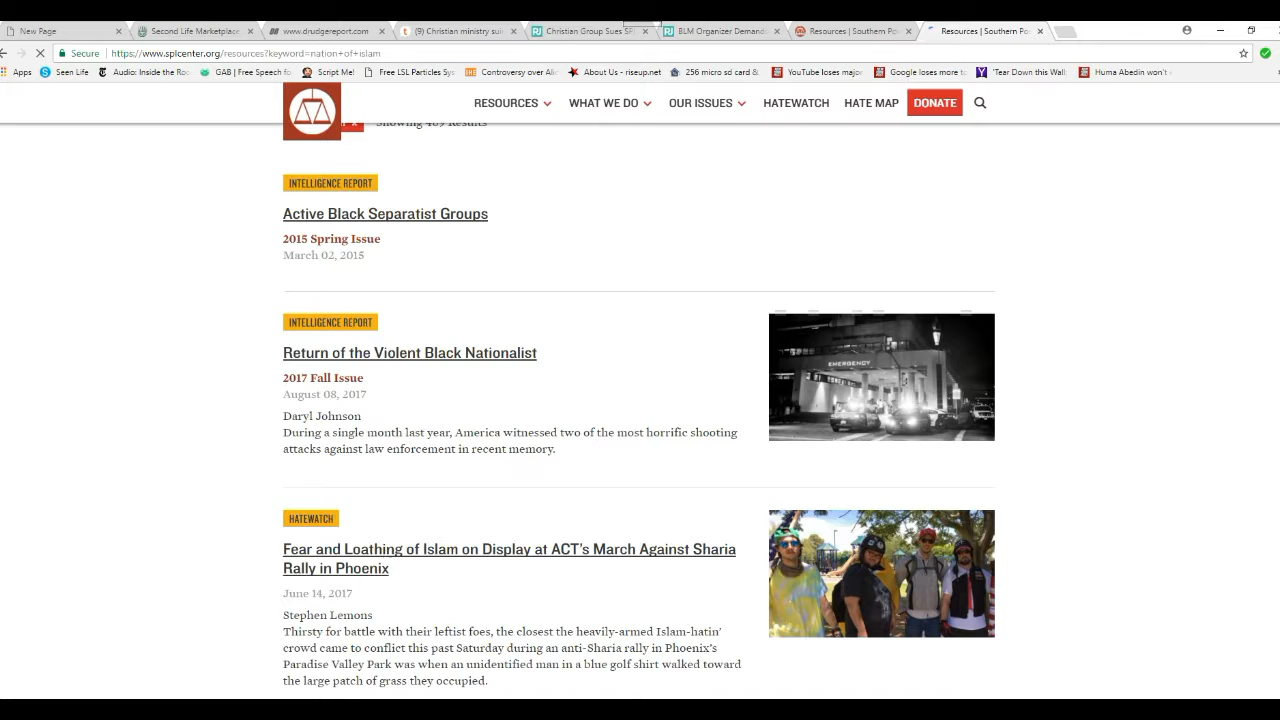 New Page
Second Life Marketplace
www.drudgereport.com
(9) Christian ministry sui
Christian Group Sues SPL
BLM Organizer Demand:
Resources | Southern Po
Resources | Southern Po
Secure https://www.splcenter.org/resources?keyword=nation+of+islam
Apps Seen Life Audio: Inside the Roo GAB | Free Speech fo Script Me! Free LSL Particles Sys Controversy over Alic About Us - riseup.net 256 micro sd card & YouTube loses major Google loses more t 'Tear Down this Wall Huma Abedin won't
RESOURCES WHAT WE DO OUR ISSUES HATEWATCH HATE MAP DONATE
Showing 469 Results
INTELLIGENCE REPORT
Active Black Separatist Groups
2015 Spring Issue
March 02, 2015
INTELLIGENCE REPORT
Return of the Violent Black Nationalist
2017 Fall Issue
August 08, 2017
Daryl Johnson
During a single month last year, America witnessed two of the most horrific shooting
attacks against law enforcement in recent memory.
EMERGENCY
HATEWATCH
Fear and Loathing of Islam on Display at ACT's March Against Sharia
Rally in Phoenix
June 14, 2017
Stephen Lemons
Thirsty for battle with their leftist foes, the closest the heavily-armed Islam-hatin'
crowd came to conflict this past Saturday during an anti-Sharia rally in Phoenix's
Paradise Valley Park was when an unidentified man in a blue golf shirt walked toward
the large patch of grass they occupied.